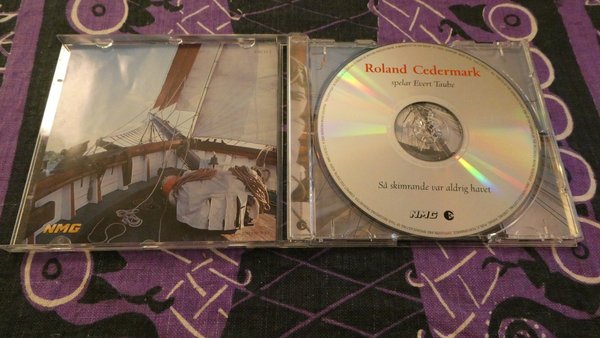 NMG
Roland Cedermark
spelar Evert Taube
Så skimrande var aldrig havet
NMG